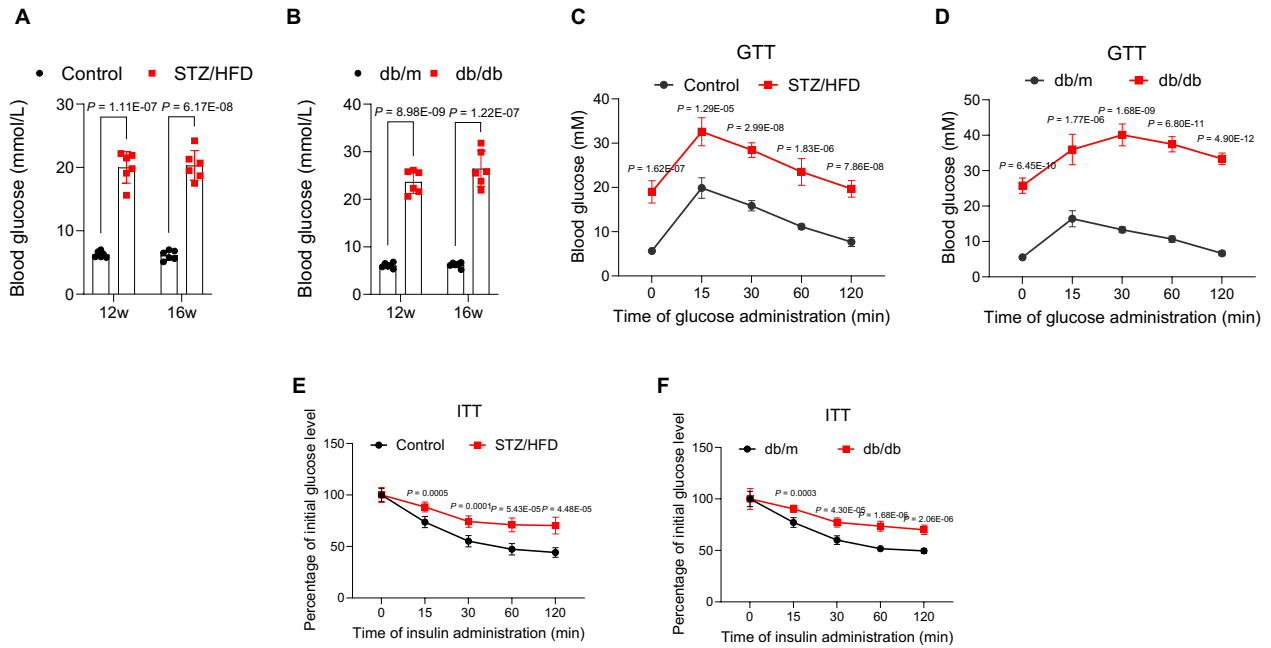 A
Control STZ/HFD
P = 1.11E-07 P = 6.17E-08
Blood glucose (mmol/L)
30
20
10
0
12w 16w
B
db/m db/db
P = 8.98E-09 P = 1.22E-07
Blood glucose (mmol/L)
40
30
20
10
0
12w 16w
C
GTT
Control STZ/HFD
Blood glucose (mM)
40
30
20
10
0
P = 1.62E-07
P = 1.29E-05
P = 2.99E-08
P = 1.83E-06
P = 7.86E-08
0 15 30 60 120
Time of glucose administration (min)
D
GTT
db/m db/db
Blood glucose (mM)
50
40
30
20
10
0
P = 6.45E-10
P = 1.77E-06
P = 1.68E-09
P = 6.80E-11
P = 4.90E-12
0 15 30 60 120
Time of glucose administration (min)
E
ITT
Control STZ/HFD
Percentage of initial glucose level
150
100
50
0
P = 0.0005
P = 0.0001
P = 5.43E-05
P = 4.48E-05
0 15 30 60 120
Time of insulin administration (min)
F
ITT
db/m db/db
Percentage of initial glucose level
150
100
50
0
P = 0.0003
P = 4.30E-05
P = 1.68E-06
P = 2.06E-06
0 15 30 60 120
Time of insulin administration (min)